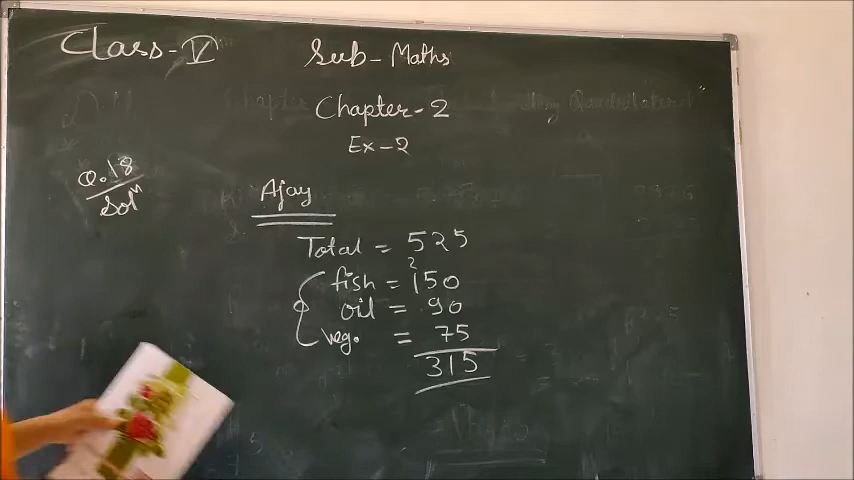 Class-V
Sub-Maths
Chapter-2
Ex-2
Q.18
Solⁿ
Ajay
Total = 525
2
fish = 150
oil = 90
veg. = 75
315